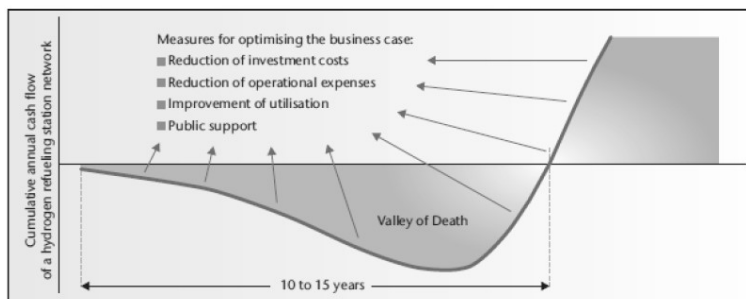 Measures for optimising the business case:
Reduction of investment costs
Reduction of operational expenses
Improvement of utilisation
Public support
Cumulative annual cash flow
of a hydrogen refueling station network
Valley of Death
10 to 15 years